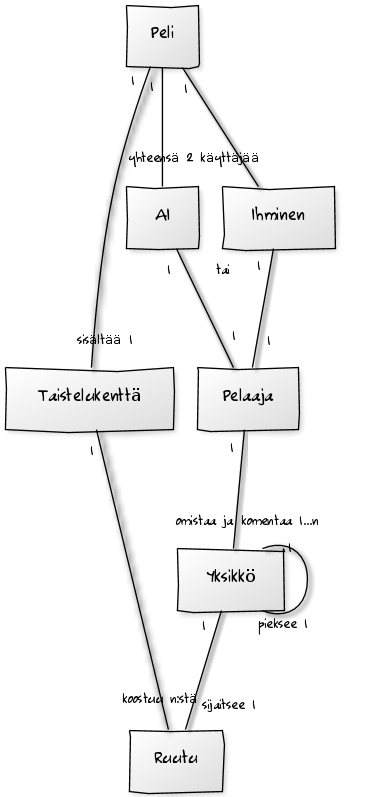 Peli
1 1 1
yhteensä 2 käyttäjää
AI
Ihminen
1 tai 1
1 1
sisältää 1
Taistelukenttä
Pelaaja
1 1
omistaa ja komentaa 1...n
1
Yksikkö
1 pieksee 1
koostuu n:stä
sijaitsee 1
Ruutu